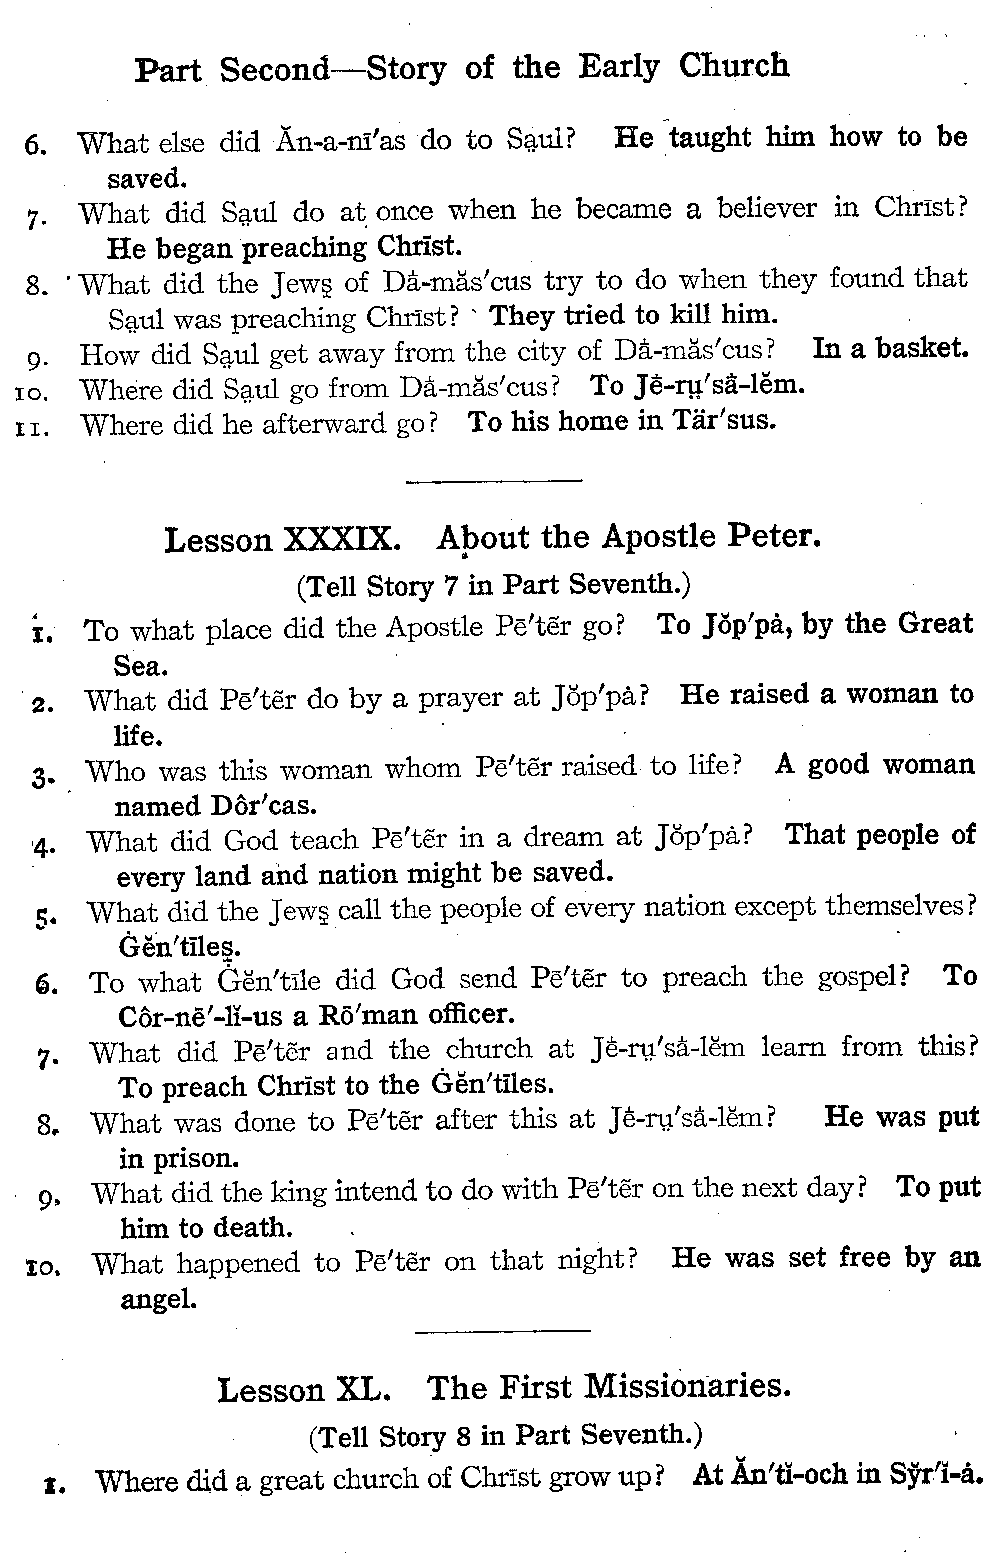 Part Second—Story of the Early Church
6. What else did Ăn-a-nī′as do to Sa̤ul? He taught him how to be
saved.
7. What did Sa̤ul do at once when he became a believer in Chrīst?
He began preaching Chrīst.
8. What did the Jews̱ of Dȧ-măs′cus try to do when they found that
Sa̤ul was preaching Chrīst? They tried to kill him.
9. How did Sa̤ul get away from the city of Dȧ-măs′cus? In a basket.
10. Where did Sa̤ul go from Dȧ-măs′cus? To Jē̇-rṳ′sȧ-lĕm.
11. Where did he afterward go? To his home in Tär′sus.
Lesson XXXIX. About the Apostle Peter.
(Tell Story 7 in Part Seventh.)
1. To what place did the Apostle Pē′tẽr go? To Jŏp′pȧ, by the Great
Sea.
2. What did Pē′tẽr do by a prayer at Jŏp′pȧ? He raised a woman to
life.
3. Who was this woman whom Pē′tẽr raised to life? A good woman
named Dôr′cas.
4. What did God teach Pē′tẽr in a dream at Jŏp′pȧ? That people of
every land and nation might be saved.
5. What did the Jews̱ call the people of every nation except themselves?
Ġĕn′tīles̱.
6. To what Ġĕn′tīle did God send Pē′tẽr to preach the gospel? To
Côr-nē′-lĭ-us a Rō′man officer.
7. What did Pē′tẽr and the church at Jē̇-rṳ′sȧ-lĕm learn from this?
To preach Chrīst to the Ġĕn′tīles.
8. What was done to Pē′tẽr after this at Jē̇-rṳ′sȧ-lĕm? He was put
in prison.
9. What did the king intend to do with Pē′tẽr on the next day? To put
him to death.
10. What happened to Pē′tẽr on that night? He was set free by an
angel.
Lesson XL. The First Missionaries.
(Tell Story 8 in Part Seventh.)
1. Where did a great church of Chrīst grow up? At Ăn′tĭ-och in Sy̆r′ĭ-ȧ.